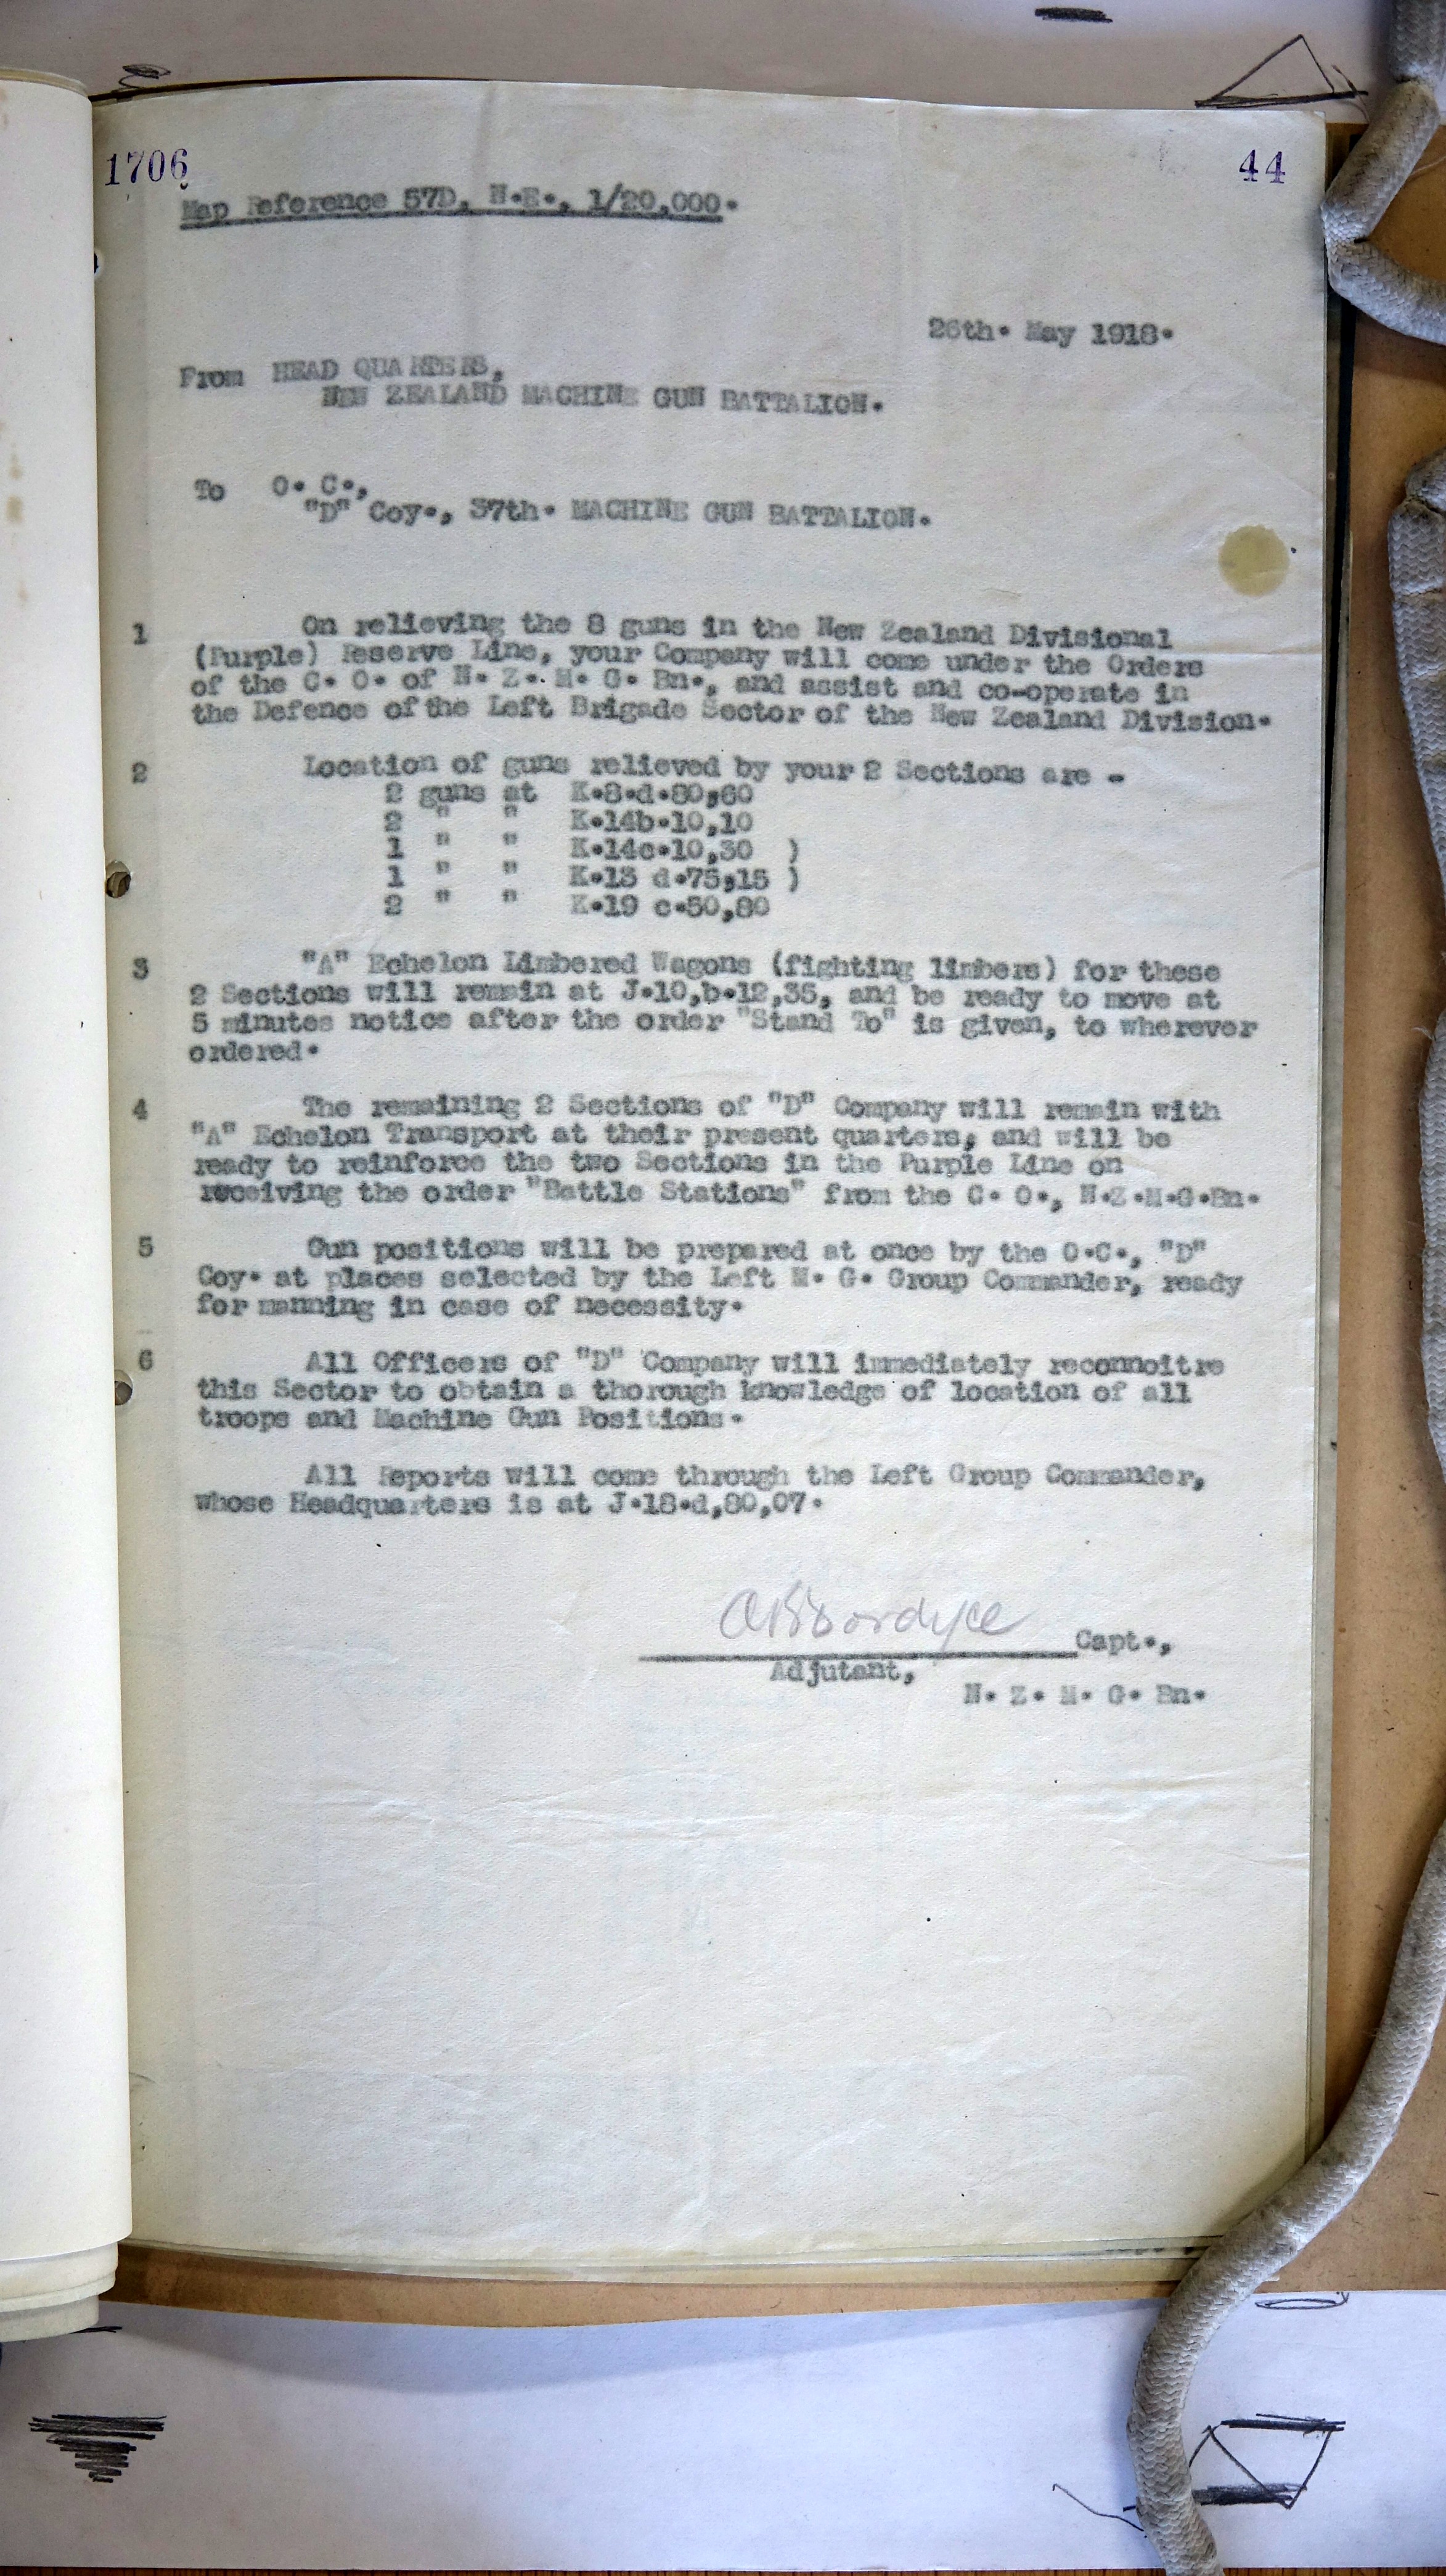 1706
44
Map Reference 57D, N.E., 1/20,000.
26th. May 1918.
From HEAD QUARTERS,
NEW ZEALAND MACHINE GUN BATTALION.
To O. C.,
"D" Coy., 37th. MACHINE GUN BATTALION.
1 On relieving the 8 guns in the New Zealand Divisional
(Purple) Reserve Line, your Company will come under the Orders
of the C. O. of N. Z. M. G. Bn., and assist and co-operate in
the Defence of the Left Brigade Sector of the New Zealand Division.
2 Location of guns relieved by your 2 Sections are -
2 guns at K.8.d.80,60
2 " " K.14b.10,10
1 " " K.14c.10,30 )
1 " " K.13 d.75,15 )
2 " " K.19 c.50,80
3 "A" Echelon Limbered Wagons (fighting limbers) for these
2 Sections will remain at J.10,b.12,35, and be ready to move at
5 minutes notice after the order "Stand To" is given, to wherever
ordered.
4 The remaining 2 Sections of "D" Company will remain with
"A" Echelon Transport at their present quarters, and will be
ready to reinforce the two Sections in the Purple Line on
receiving the order "Battle Stations" from the C. O., N.Z.M.G.Bn.
5 Gun positions will be prepared at once by the O.C., "D"
Coy. at places selected by the Left M. G. Group Commander, ready
for manning in case of necessity.
6 All Officers of "D" Company will immediately reconnoitre
this Sector to obtain a thorough knowledge of location of all
troops and Machine Gun Positions.
All Reports will come through the Left Group Commander,
whose Headquarters is at J.18.d,80,07.
Capt.,
Adjutant,
N. Z. M. G. Bn.